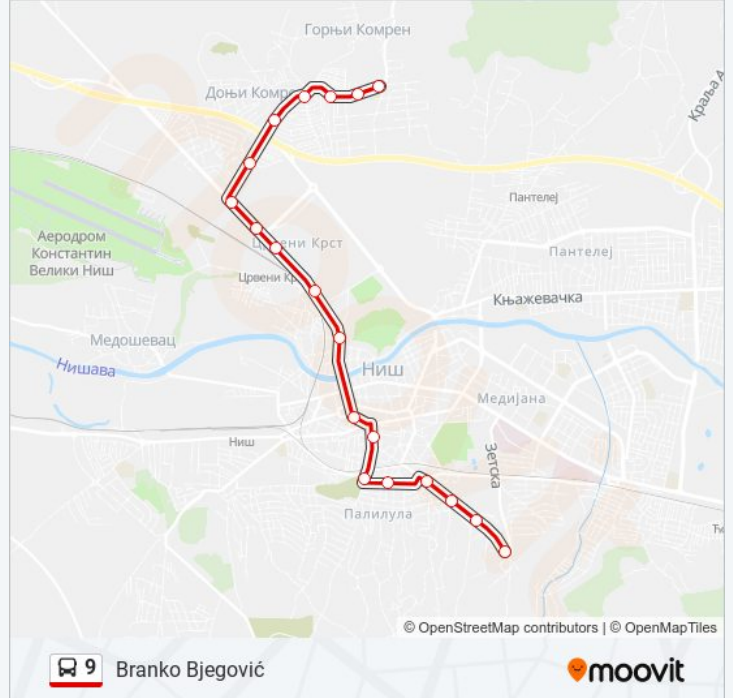 Горњи Комрен
Доњи Комрен
Краља А
Пантелеј
Аеродром
Константин
Велики Ниш
Црвени Крст
Пантелеј
Црвени Кр
Књажевачка
Медошевац
Нишава
Ниш
Медијана
Ниш
Зетска
Палилула
Ћ
© OpenStreetMap contributors | © OpenMapTiles
9 Branko Bjegović
moovit